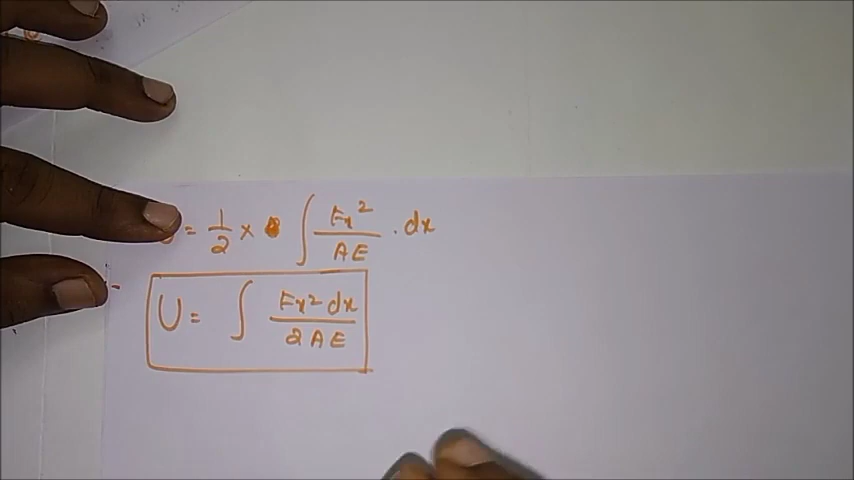 = 1/2 × ∫ Fx²/AE . dx
U = ∫ Fx² dx / 2AE